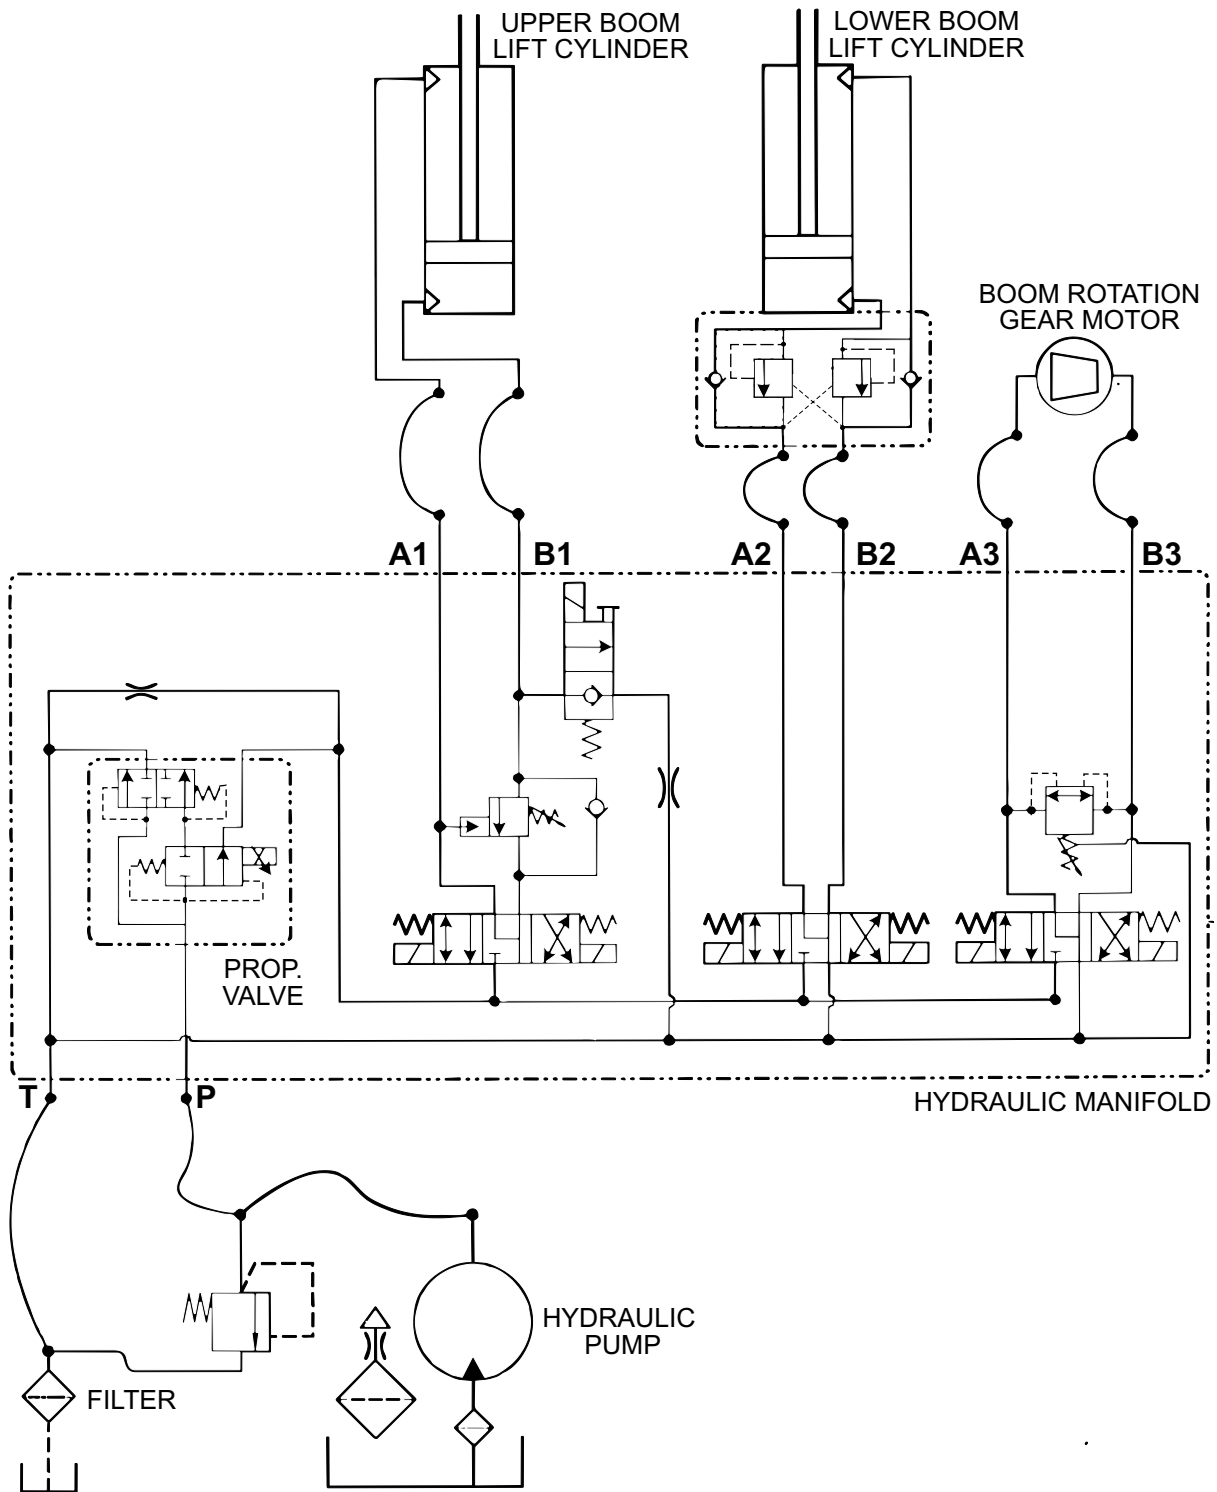 UPPER BOOM
LIFT CYLINDER
LOWER BOOM
LIFT CYLINDER
BOOM ROTATION
GEAR MOTOR
A1
B1
A2
B2
A3
B3
PROP.
VALVE
T
P
HYDRAULIC MANIFOLD
HYDRAULIC
PUMP
FILTER